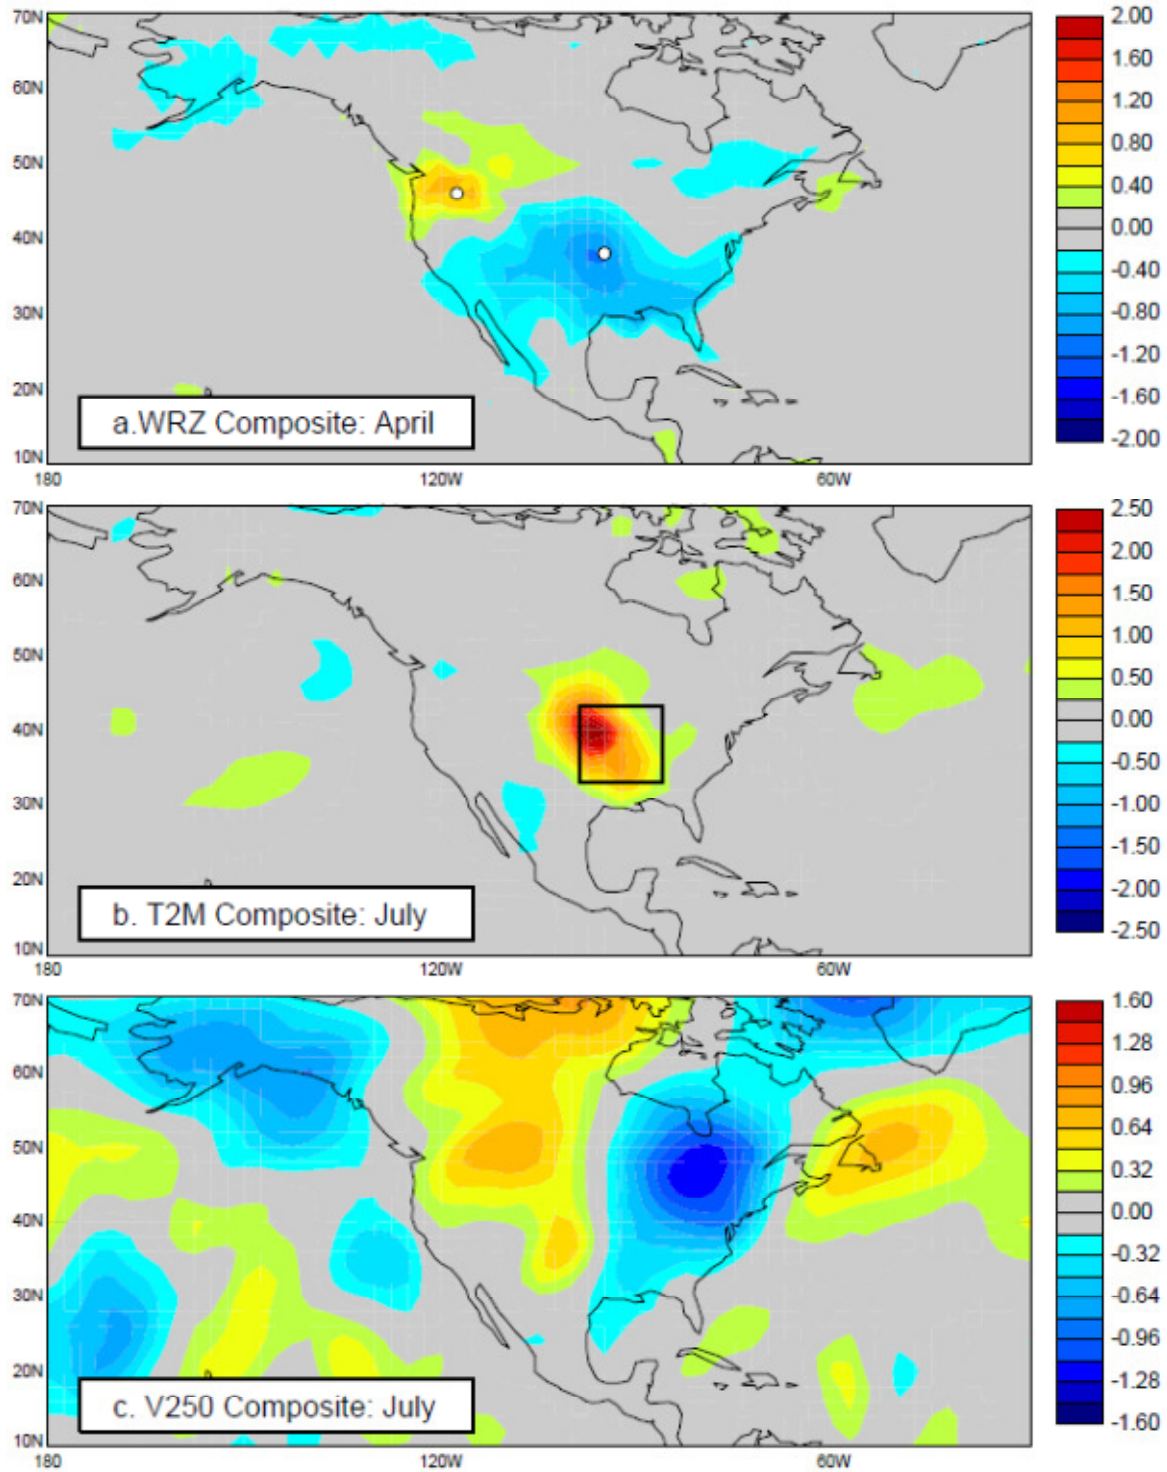 70N
60N
50N
40N
30N
20N
10N
180
120W
60W
a.WRZ Composite: April
2.00
1.60
1.20
0.80
0.40
0.00
-0.40
-0.80
-1.20
-1.60
-2.00
70N
60N
50N
40N
30N
20N
10N
180
120W
60W
b. T2M Composite: July
2.50
2.00
1.50
1.00
0.50
0.00
-0.50
-1.00
-1.50
-2.00
-2.50
70N
60N
50N
40N
30N
20N
10N
180
120W
60W
c. V250 Composite: July
1.60
1.28
0.96
0.64
0.32
0.00
-0.32
-0.64
-0.96
-1.28
-1.60